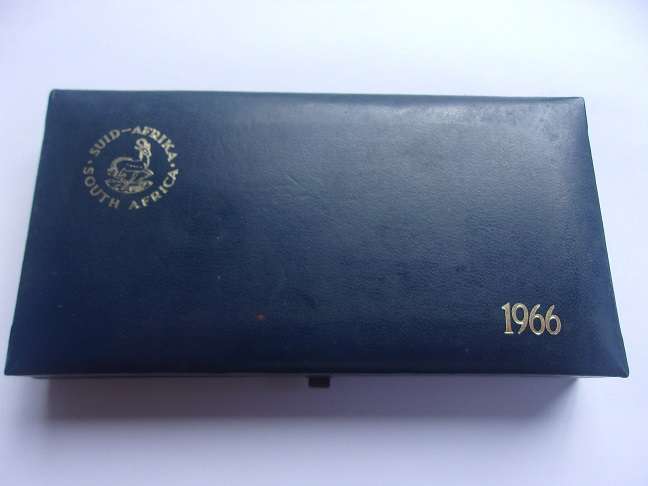 SUID-AFRIKA · SOUTH AFRICA ·
1966